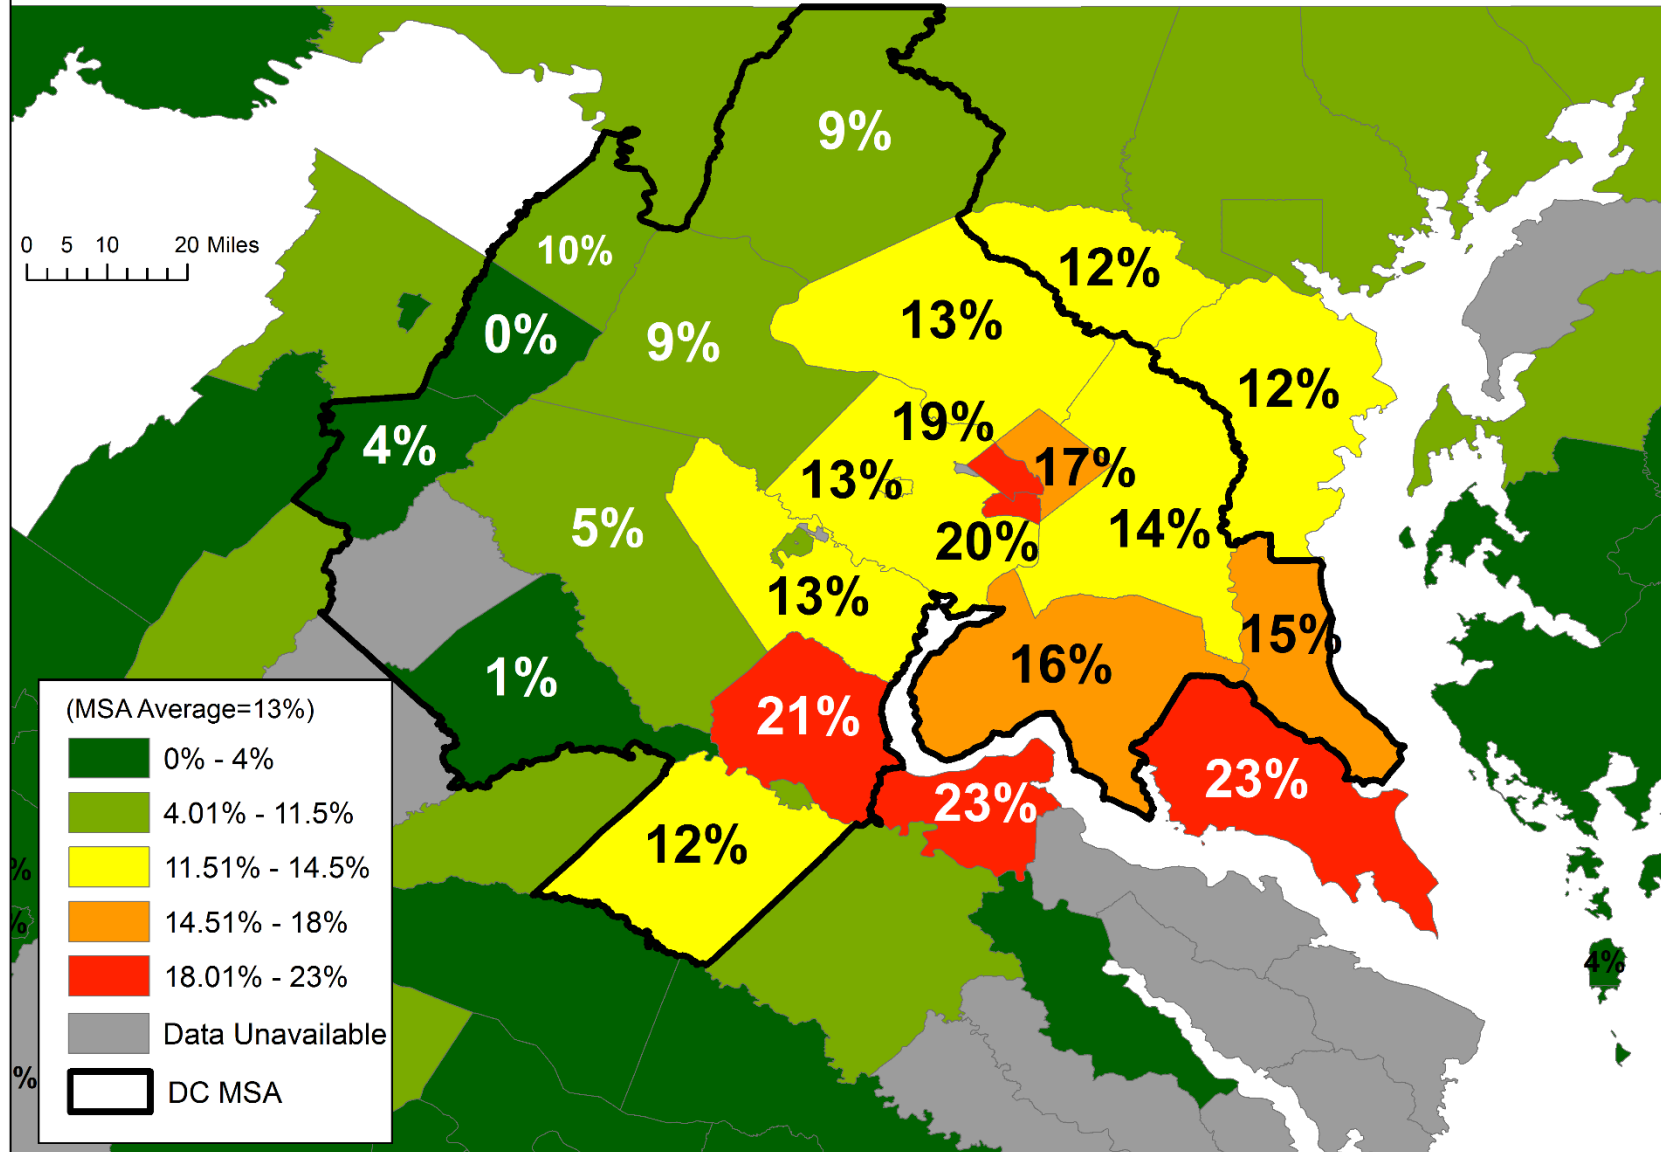 9%
10%
12%
0 5 10 20 Miles
13%
0%
9%
12%
19%
4%
17%
13%
5%
14%
20%
13%
15%
16%
1%
21%
23%
23%
12%
4%
(MSA Average=13%)
0% - 4%
4.01% - 11.5%
11.51% - 14.5%
14.51% - 18%
18.01% - 23%
Data Unavailable
DC MSA
%
%
%